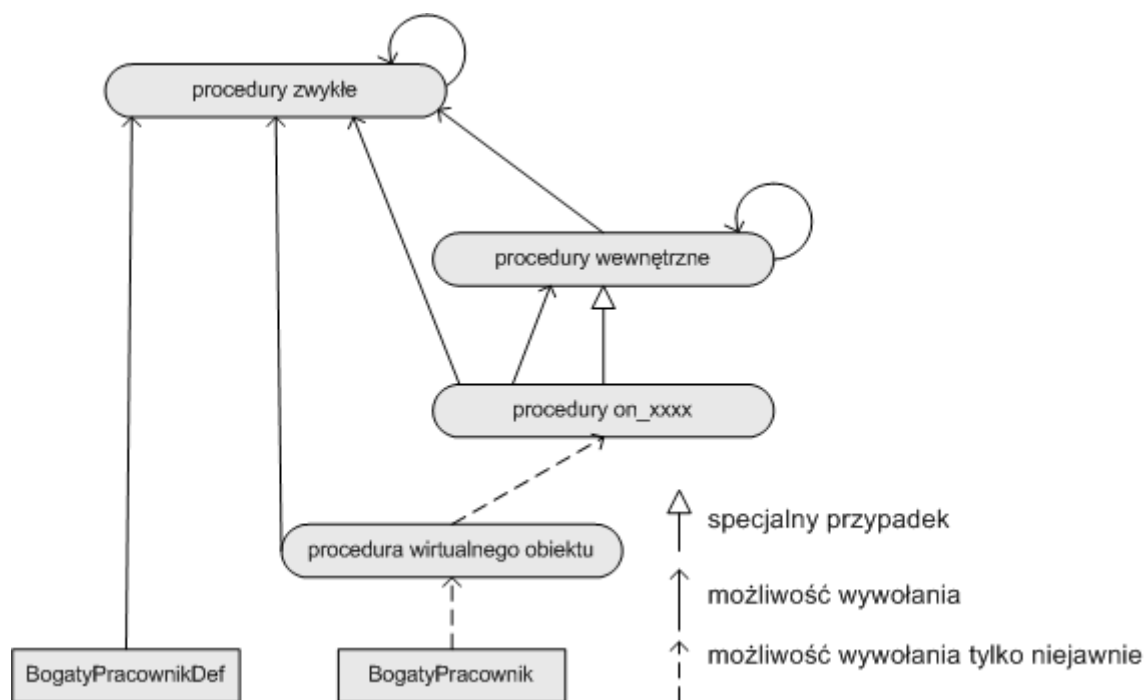 procedury zwykłe
procedury wewnętrzne
procedury on_xxxx
procedura wirtualnego obiektu
BogatyPracownikDef
BogatyPracownik
specjalny przypadek
możliwość wywołania
możliwość wywołania tylko niejawnie